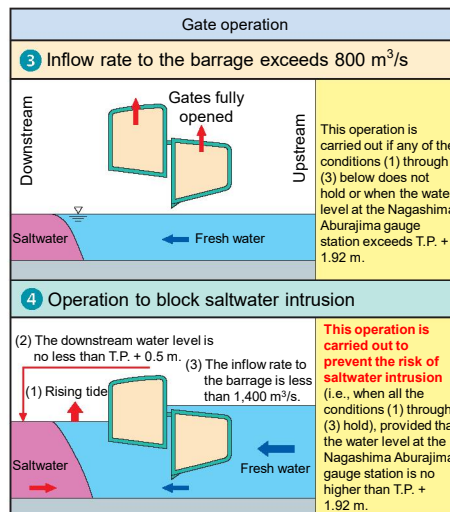 Gate operation
3 Inflow rate to the barrage exceeds 800 m³/s
Gates fully
opened
Downstream
Upstream
Saltwater
Fresh water
This operation is
carried out if any of the
conditions (1) through
(3) below does not
hold or when the water
level at the Nagashima
Aburajima gauge
station exceeds T.P. +
1.92 m.
4 Operation to block saltwater intrusion
(2) The downstream water level is
no less than T.P. + 0.5 m.
(1) Rising tide
(3) The inflow rate to
the barrage is less
than 1,400 m³/s.
Saltwater
Fresh water
This operation is
carried out to
prevent the risk of
saltwater intrusion
(i.e., when all the
conditions (1) through
(3) hold), provided tha
the water level at the
Nagashima Aburajima
gauge station is no
higher than T.P. +
1.92 m.